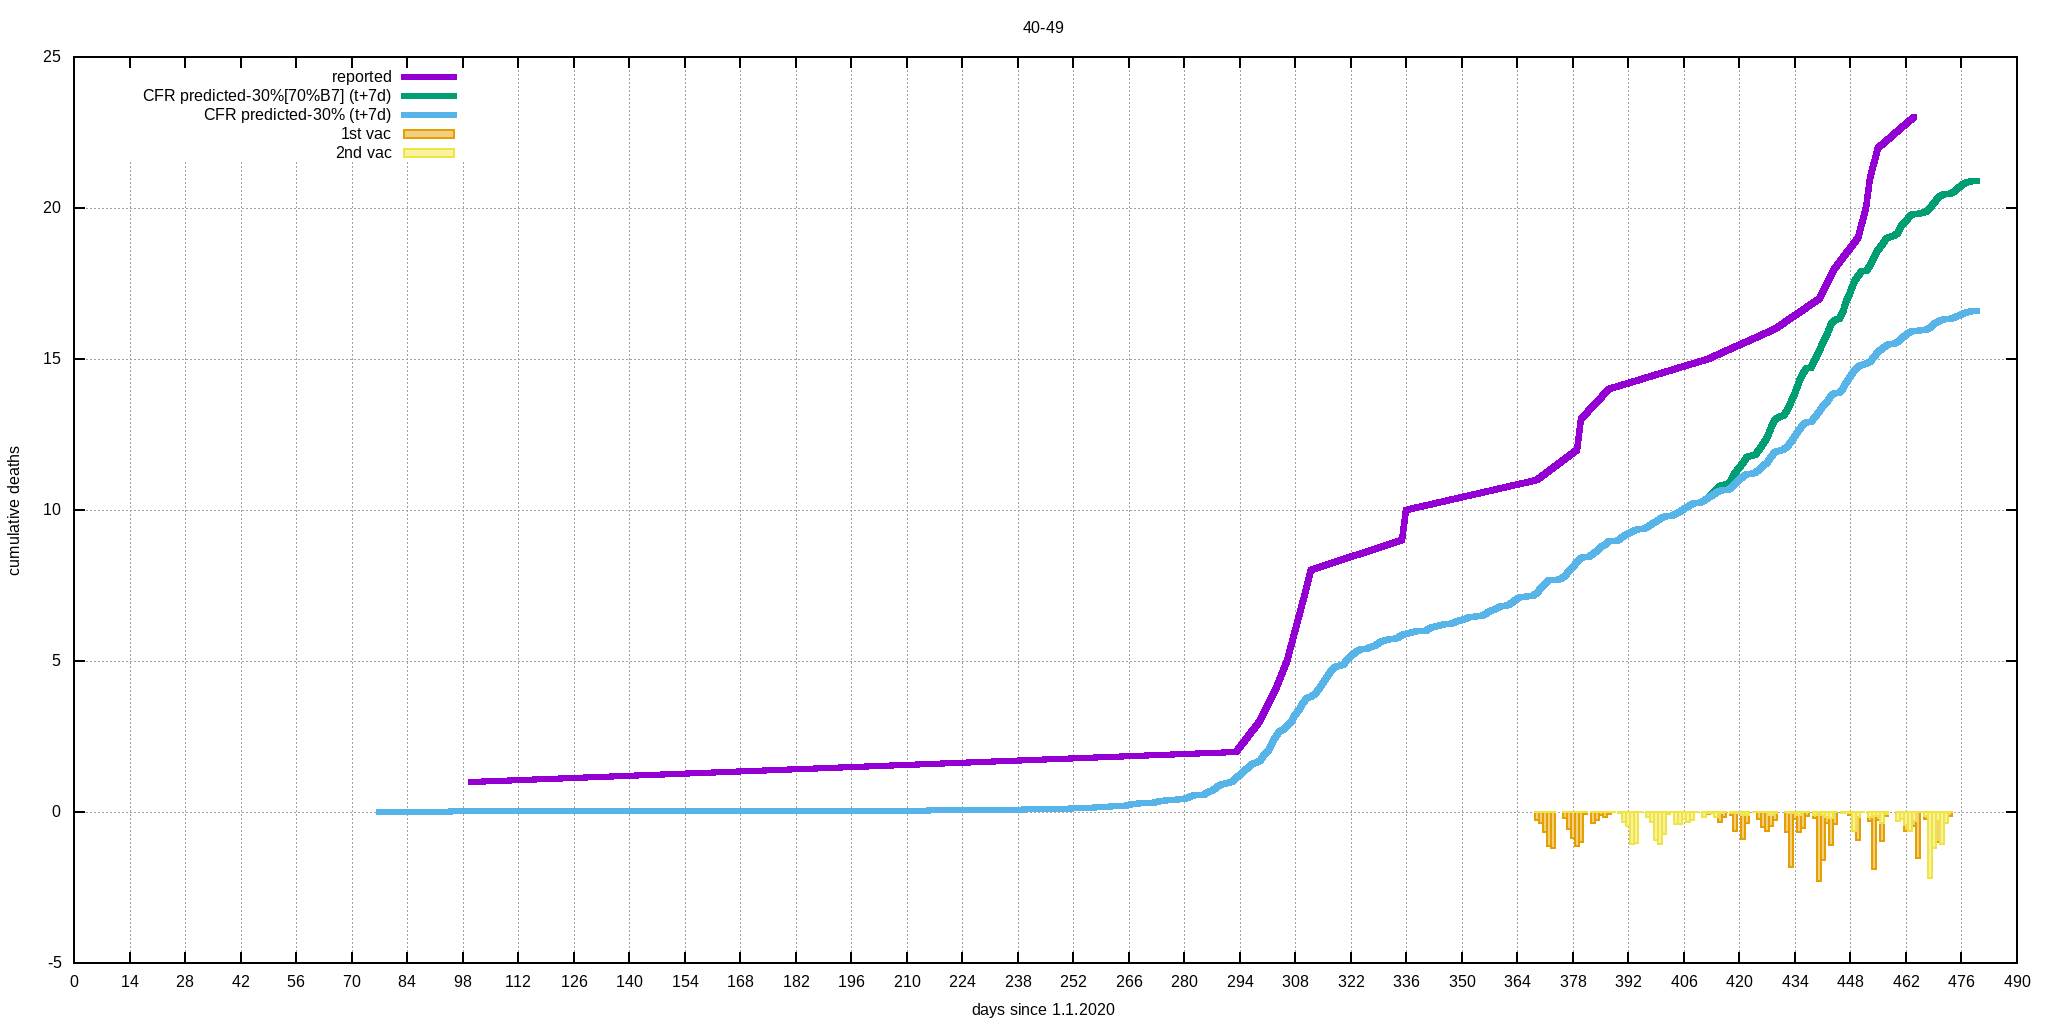 40-49
25
20
15
10
5
0
-5
cumulative deaths
reported
CFR predicted-30%[70%B7] (t+7d)
CFR predicted-30% (t+7d)
1st vac
2nd vac
0 14 28 42 56 70 84 98 112 126 140 154 168 182 196 210 224 238 252 266 280 294 308 322 336 350 364 378 392 406 420 434 448 462 476 490
days since 1.1.2020